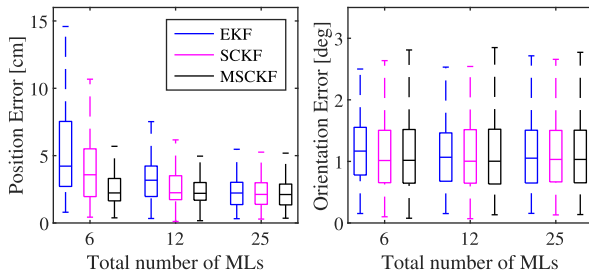 Position Error [cm]
15
10
5
0
EKF
SCKF
MSCKF
6 12 25
Total number of MLs
Orientation Error [deg]
3
2
1
0
6 12 25
Total number of MLs